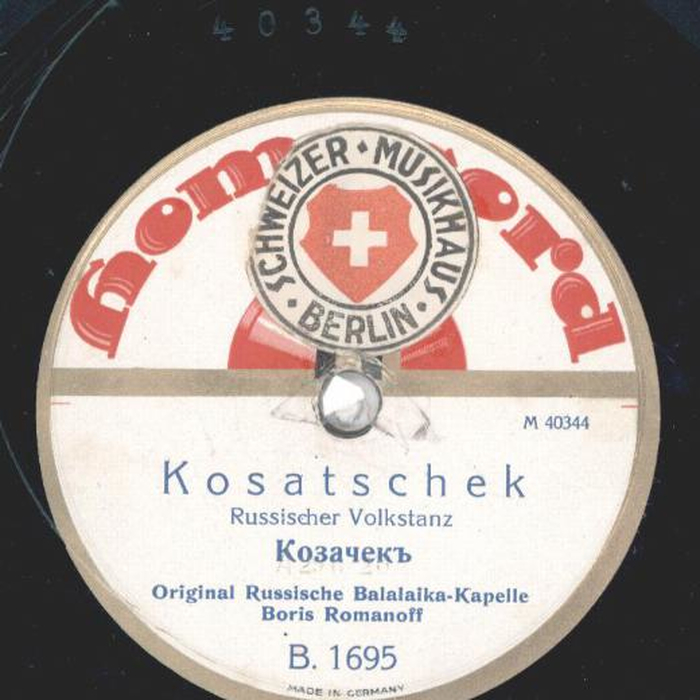 40344
SCHWEIZER • MUSIKHAUS
• BERLIN •
M 40344
Kosatschek
Russischer Volkstanz
Козачекъ
Original Russische Balalaika-Kapelle
Boris Romanoff
B. 1695
MADE IN GERMANY